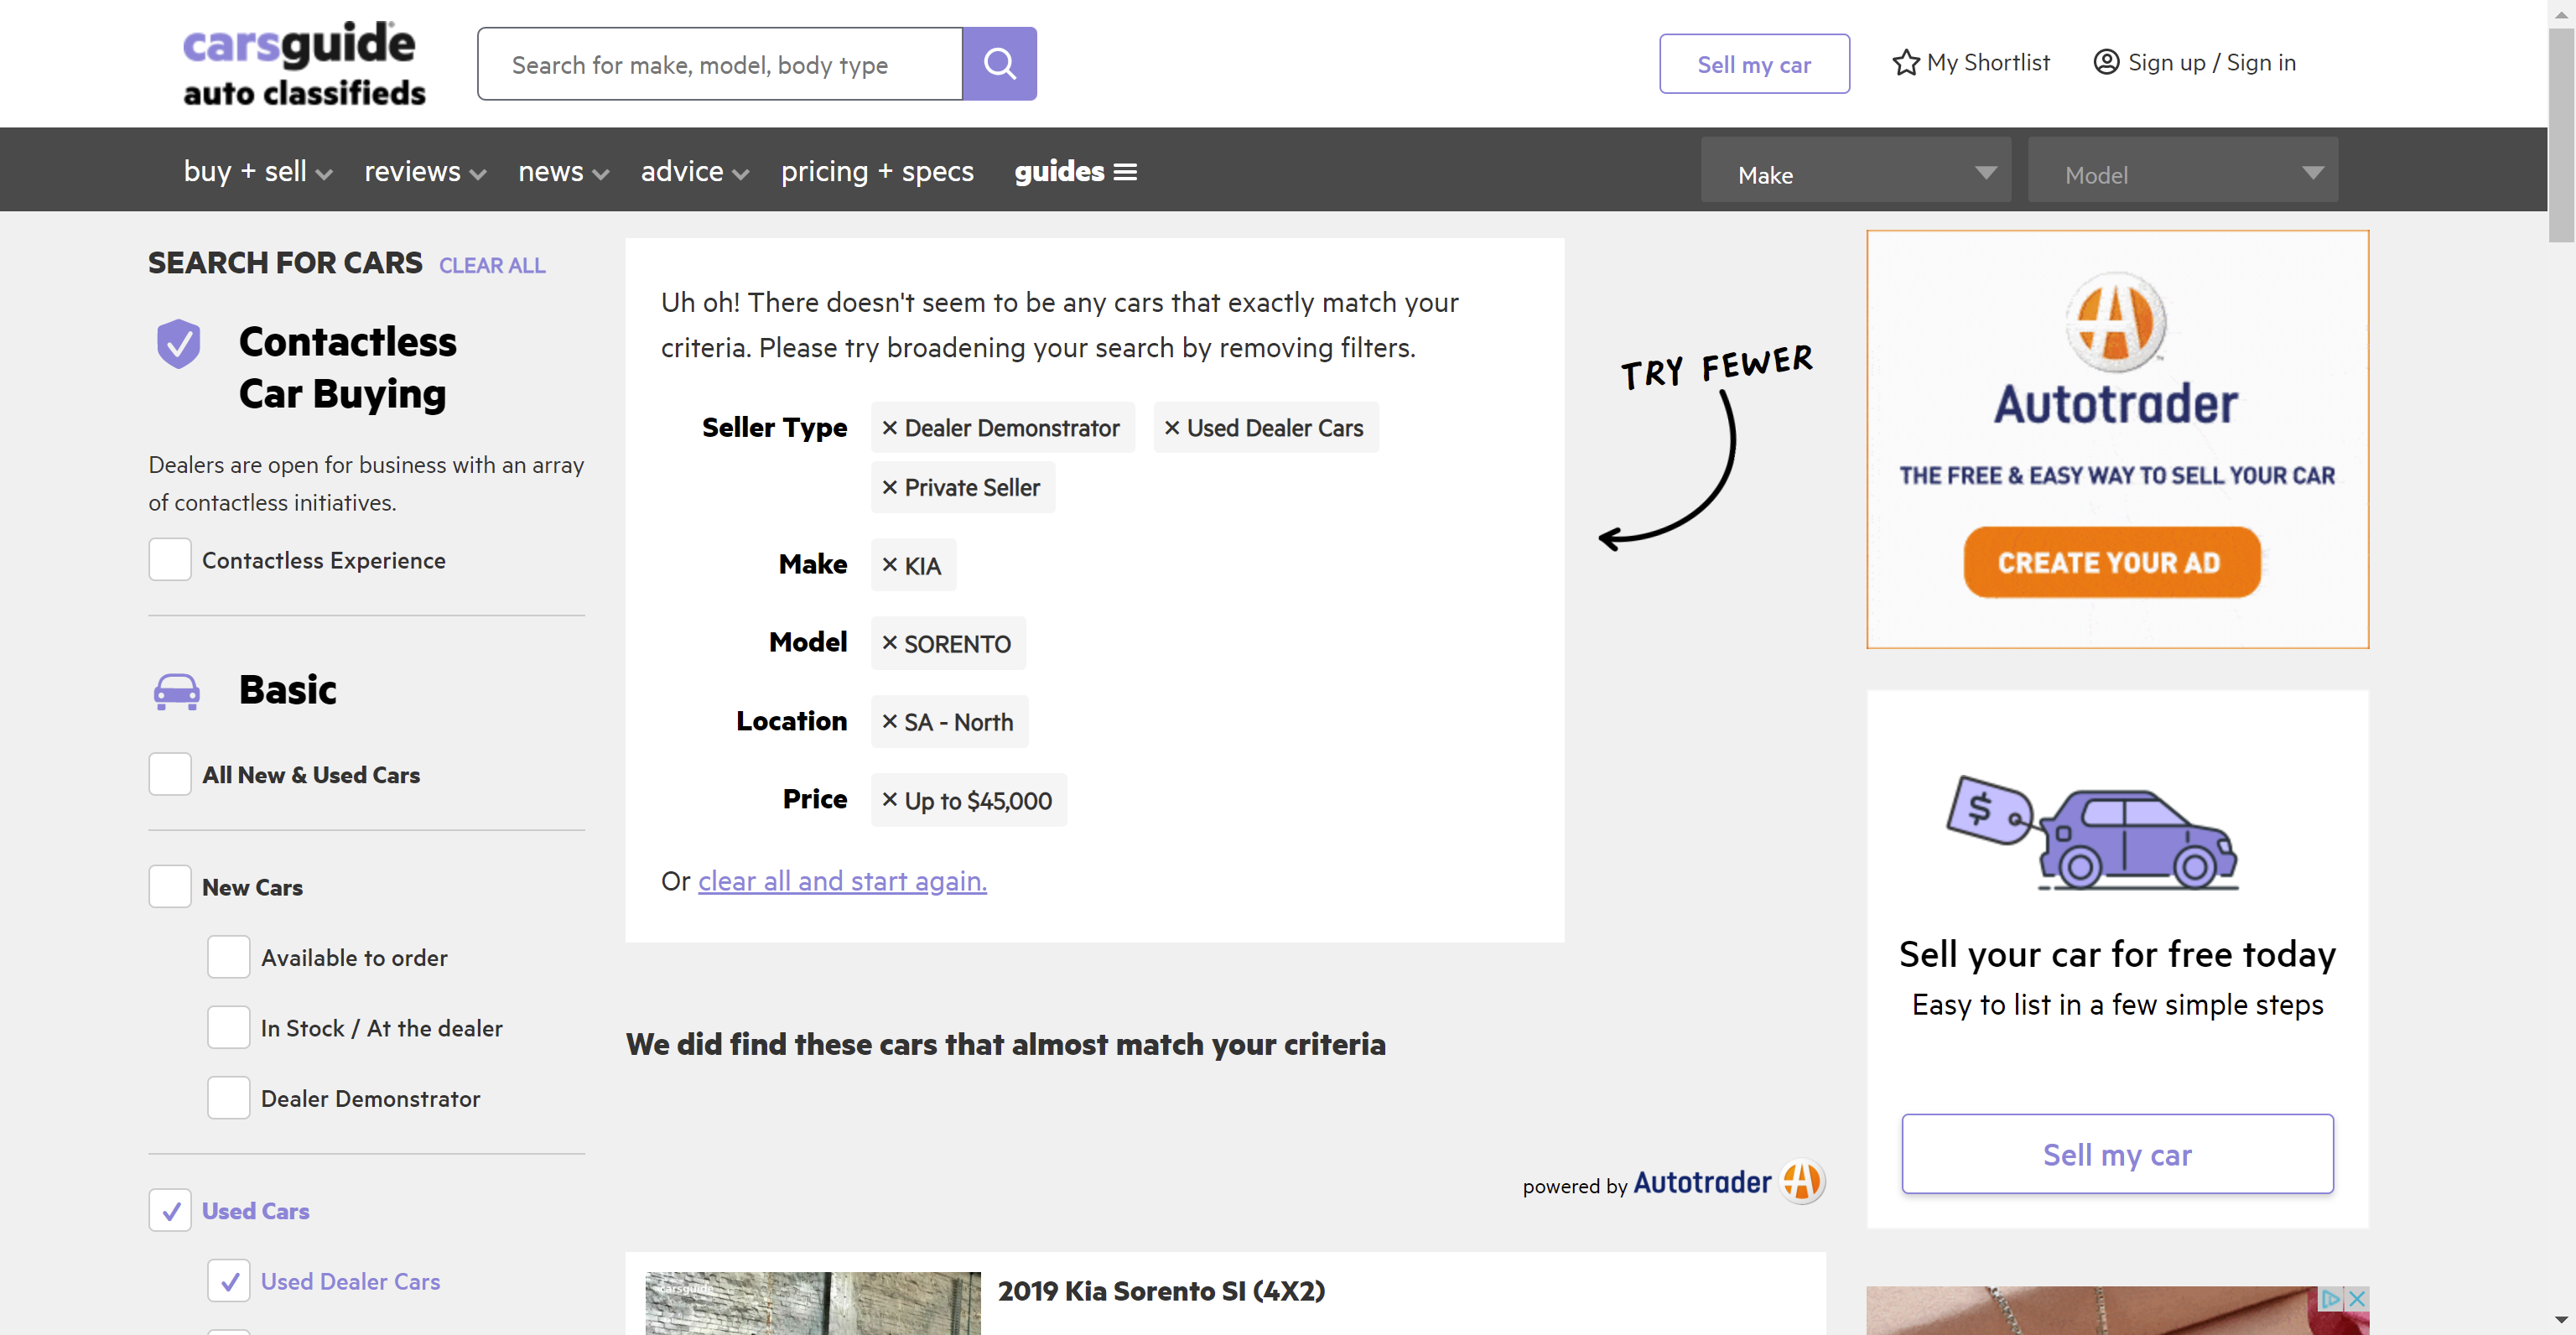 carsguide
auto classifieds
Search for make, model, body type
Sell my car
My Shortlist
Sign up / Sign in
buy + sell
reviews
news
advice
pricing + specs
guides
Make
Model
SEARCH FOR CARS CLEAR ALL
Contactless
Car Buying
Dealers are open for business with an array
of contactless initiatives.
Contactless Experience
Basic
All New & Used Cars
New Cars
Available to order
In Stock / At the dealer
Dealer Demonstrator
Used Cars
Used Dealer Cars
Uh oh! There doesn't seem to be any cars that exactly match your
criteria. Please try broadening your search by removing filters.
Seller Type × Dealer Demonstrator × Used Dealer Cars
× Private Seller
Make × KIA
Model × SORENTO
Location × SA - North
Price × Up to $45,000
Or clear all and start again.
TRY FEWER
We did find these cars that almost match your criteria
powered by Autotrader
carsguide
2019 Kia Sorento SI (4X2)
Autotrader
THE FREE & EASY WAY TO SELL YOUR CAR
CREATE YOUR AD
$
Sell your car for free today
Easy to list in a few simple steps
Sell my car